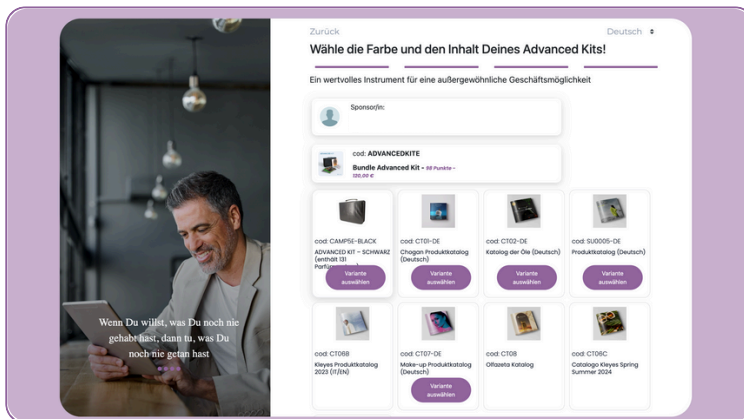 Zurück
Deutsch
Wähle die Farbe und den Inhalt Deines Advanced Kits!
Ein wertvolles Instrument für eine außergewöhnliche Geschäftsmöglichkeit
Sponsor/in:
cod: ADVANCEDKITE
Bundle Advanced Kit - 68 Punkte -
120,00 €
cod: CAMP5E-BLACK
ADVANCED KIT – SCHWARZ
(enthält 131
Variante
auswählen
cod: CT01-DE
Chogan Produktkatalog
(Deutsch)
Variante
auswählen
cod: CT02-DE
Katolog der Öle (Deutsch)
Variante
auswählen
cod: SU0005-DE
Produktkatalog (Deutsch)
Variante
auswählen
cod: CT06B
Kleyes Produktkatalog
2023 (IT/EN)
cod: CT07-DE
Make-up Produktkatalog
(Deutsch)
Variante
auswählen
cod: CT08
Olfazeta Katalog
cod: CT06C
Catalogo Kleyes Spring
Summer 2024
Wenn Du willst, was Du noch nie
gehabt hast, dann tu, was Du
noch nie getan hast